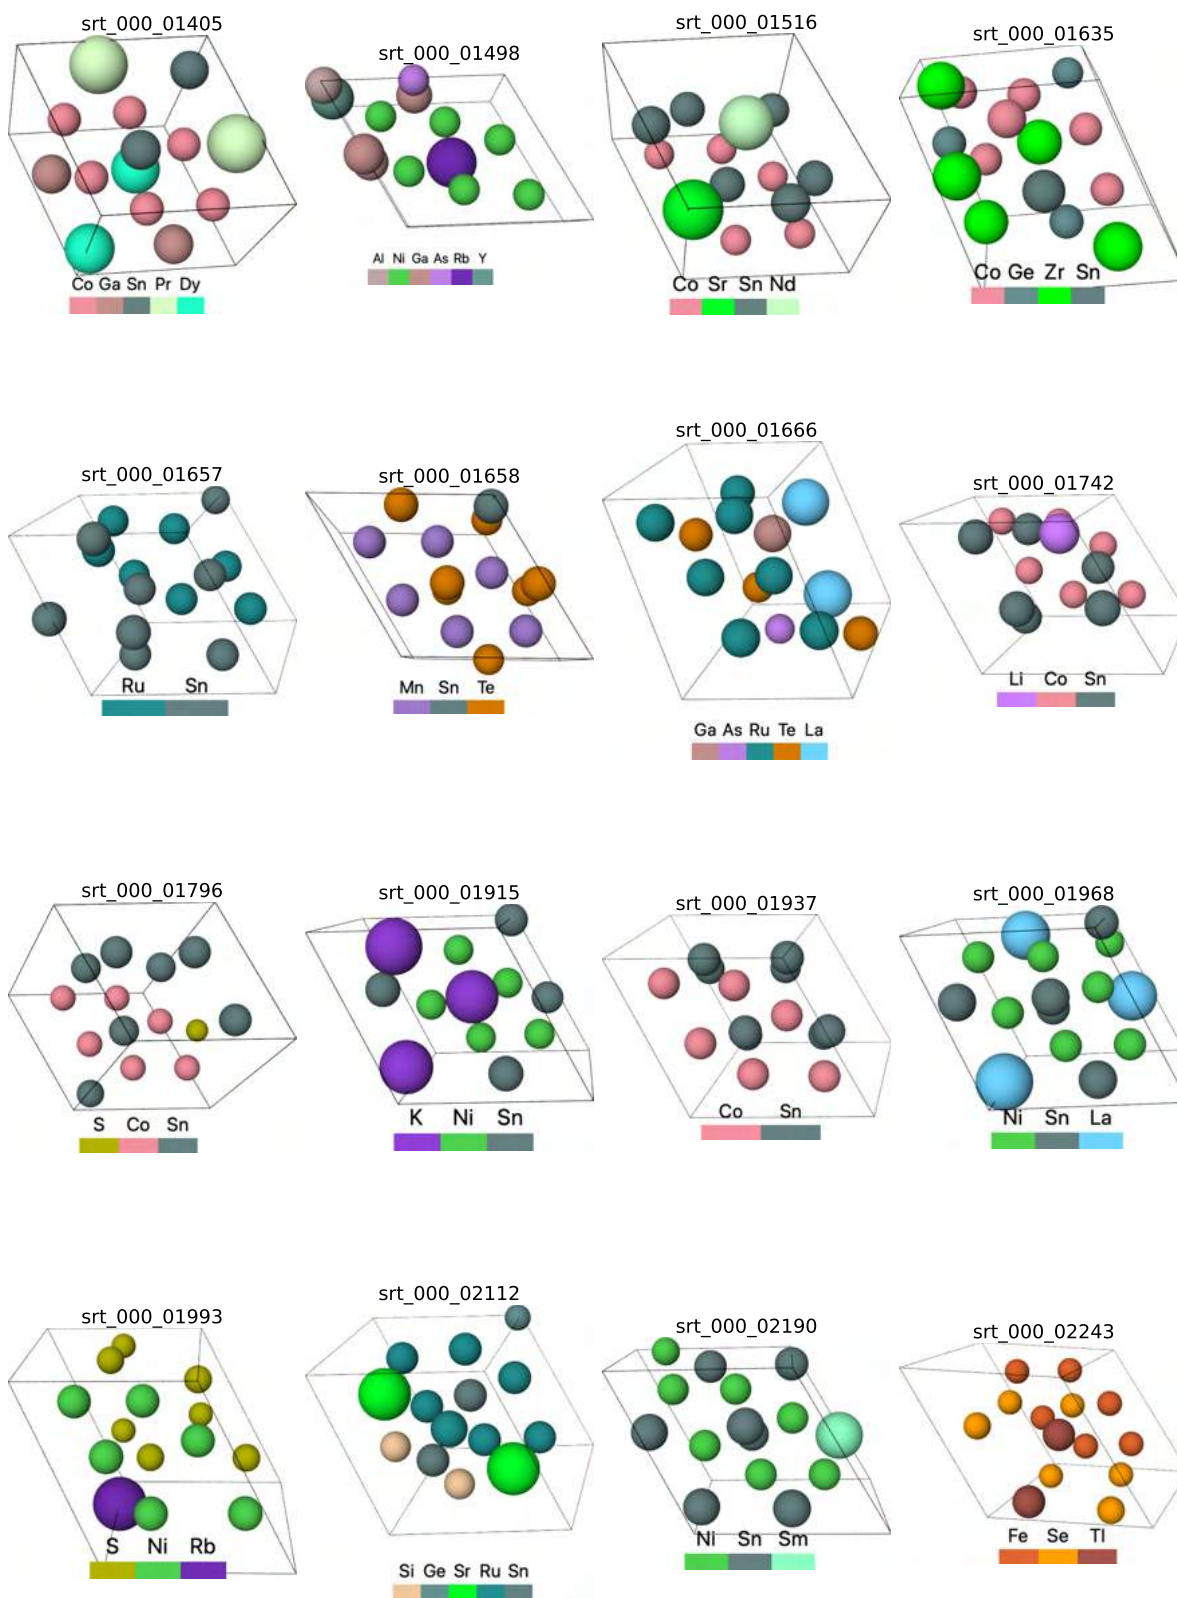 srt_000_01405
Co Ga Sn Pr Dy
srt_000_01498
Al Ni Ga As Rb Y
srt_000_01516
Co Sr Sn Nd
srt_000_01635
Co Ge Zr Sn
srt_000_01657
Ru Sn
srt_000_01658
Mn Sn Te
srt_000_01666
Ga As Ru Te La
srt_000_01742
Li Co Sn
srt_000_01796
S Co Sn
srt_000_01915
K Ni Sn
srt_000_01937
Co Sn
srt_000_01968
Ni Sn La
srt_000_01993
S Ni Rb
srt_000_02112
Si Ge Sr Ru Sn
srt_000_02190
Ni Sn Sm
srt_000_02243
Fe Se Tl